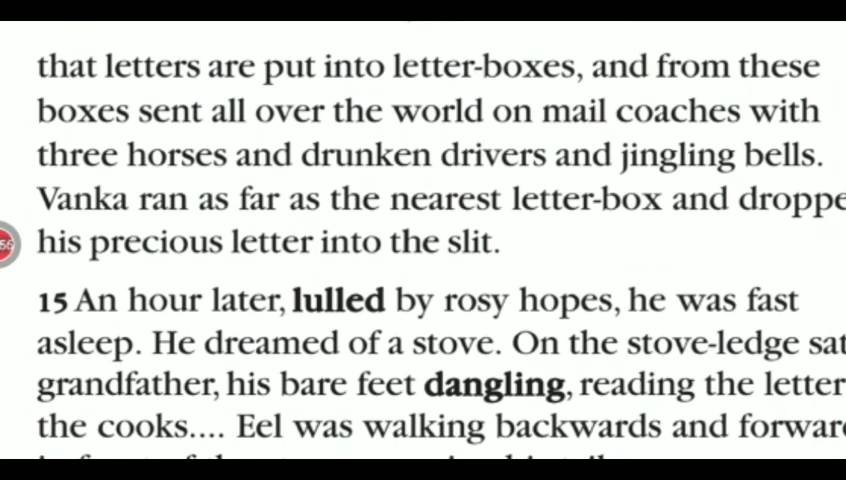 that letters are put into letter-boxes, and from these
boxes sent all over the world on mail coaches with
three horses and drunken drivers and jingling bells.
Vanka ran as far as the nearest letter-box and droppe
his precious letter into the slit.
15 An hour later, lulled by rosy hopes, he was fast
asleep. He dreamed of a stove. On the stove-ledge sat
grandfather, his bare feet dangling, reading the letter
the cooks.... Eel was walking backwards and forwar